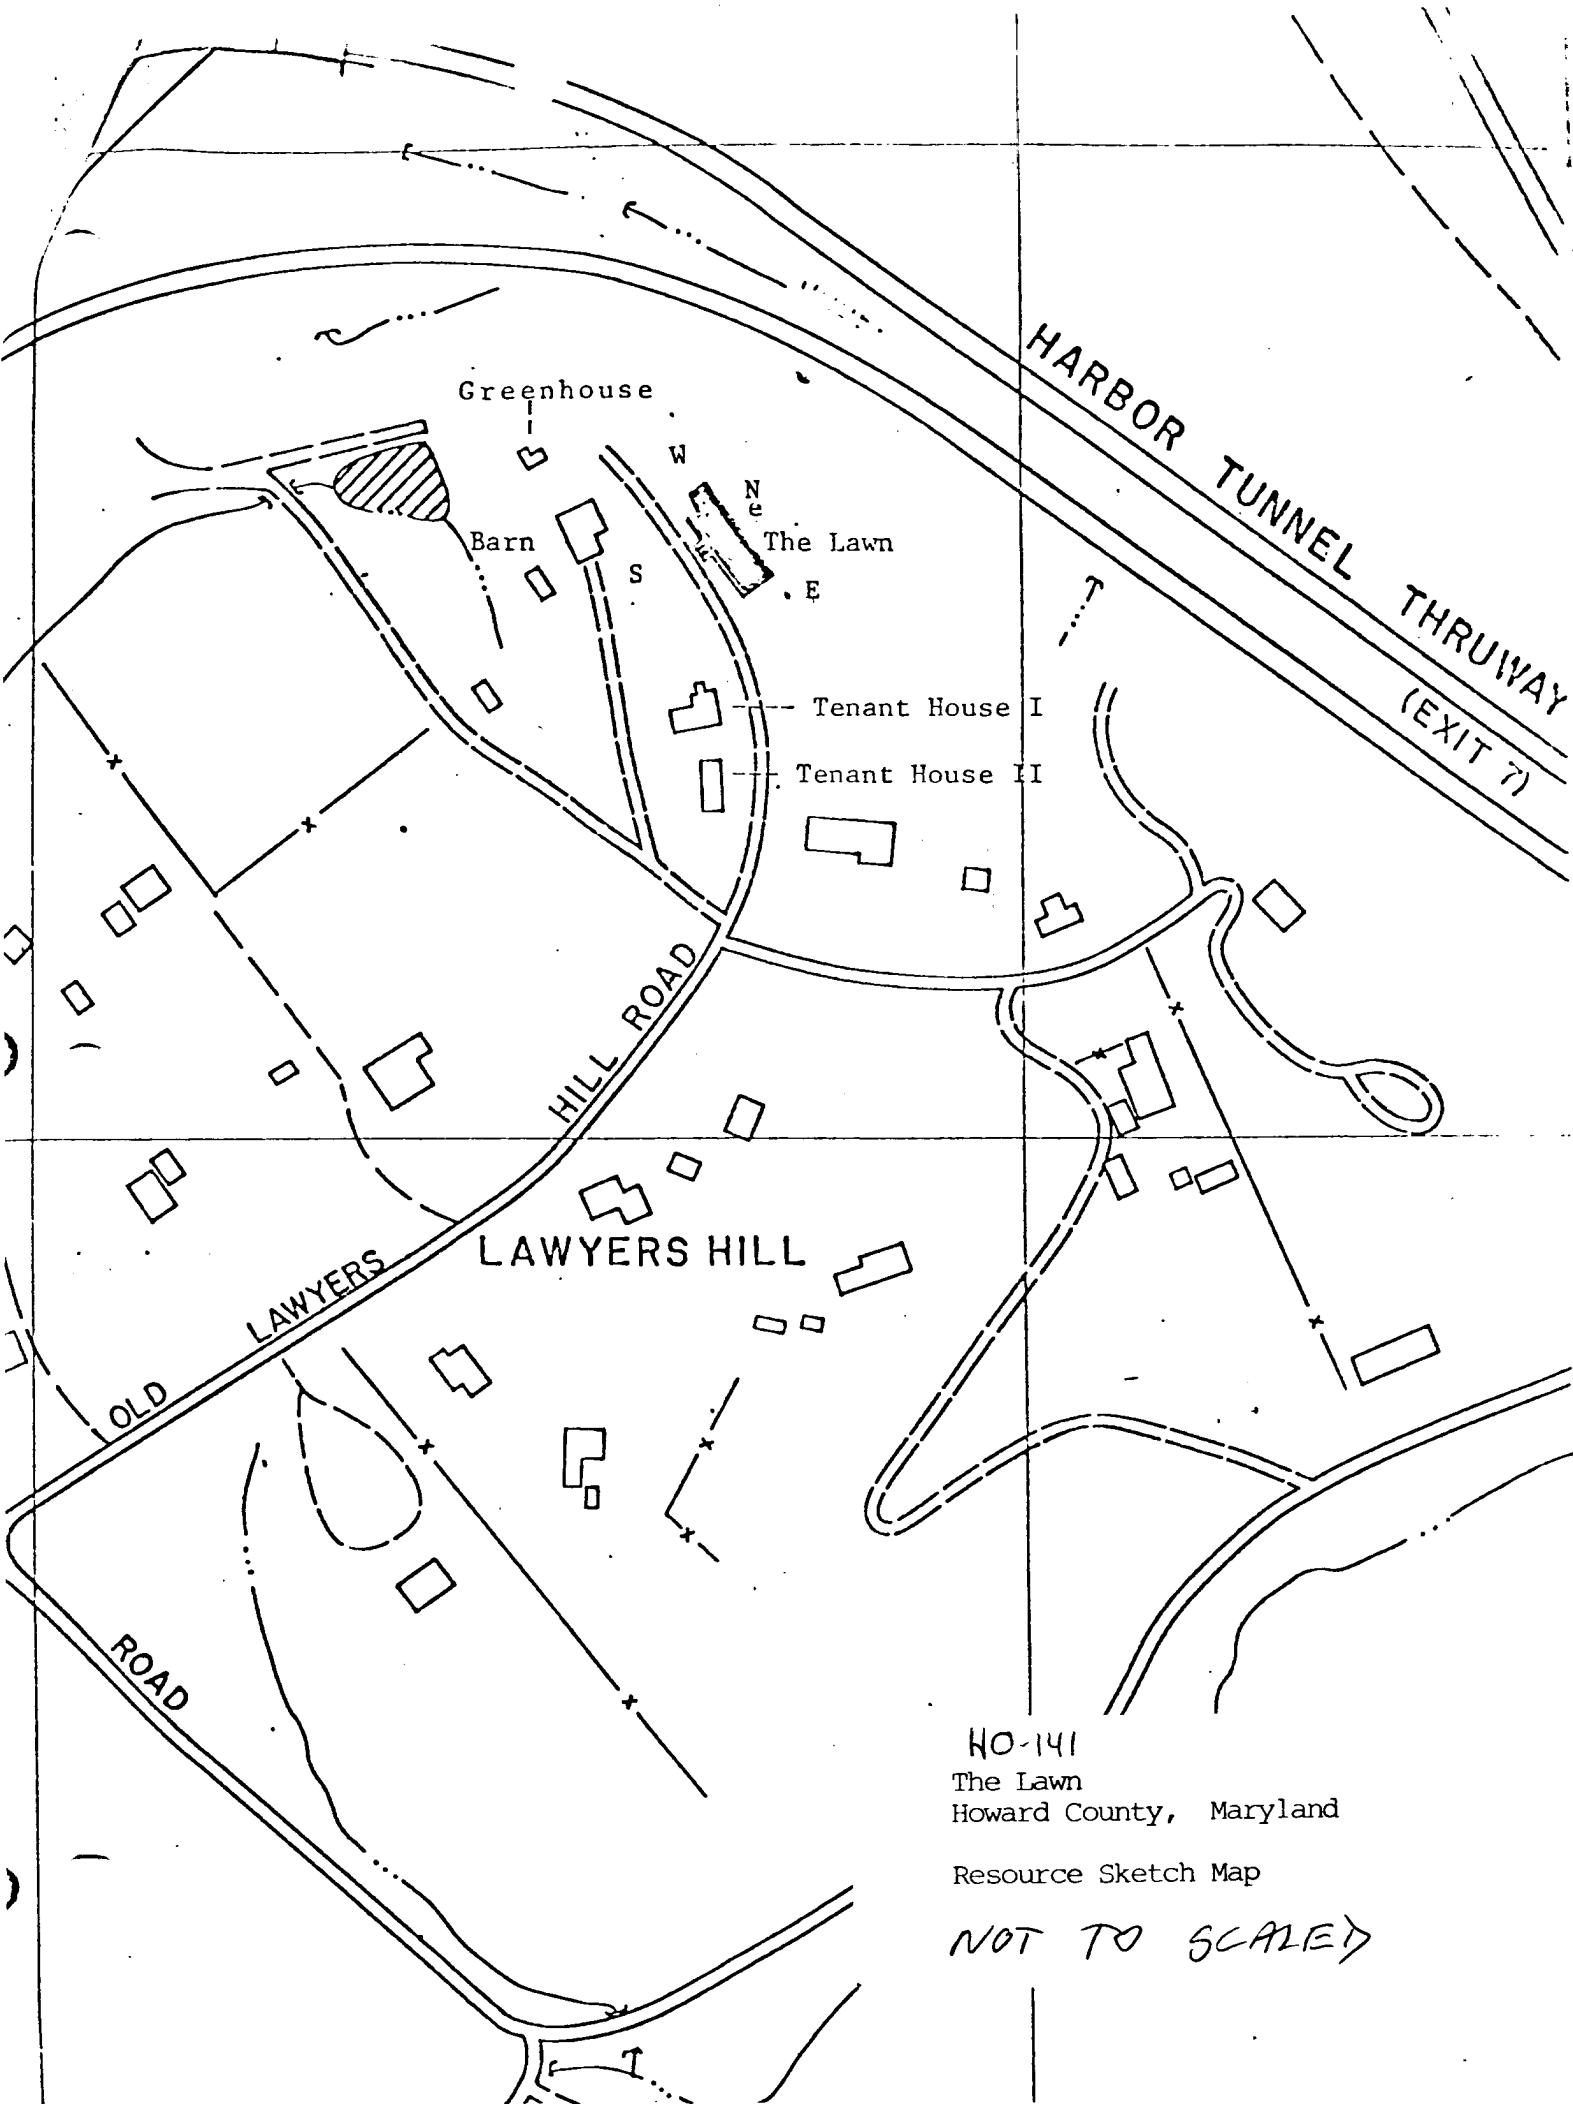 HARBOR TUNNEL THRUWAY
(EXIT 7)
Greenhouse
W
N
e
Barn
The Lawn
S
E
Tenant House I
Tenant House II
HILL ROAD
LAWYERS HILL
LAWYERS
OLD
ROAD
HO-141
The Lawn
Howard County, Maryland
Resource Sketch Map
NOT TO SCALED